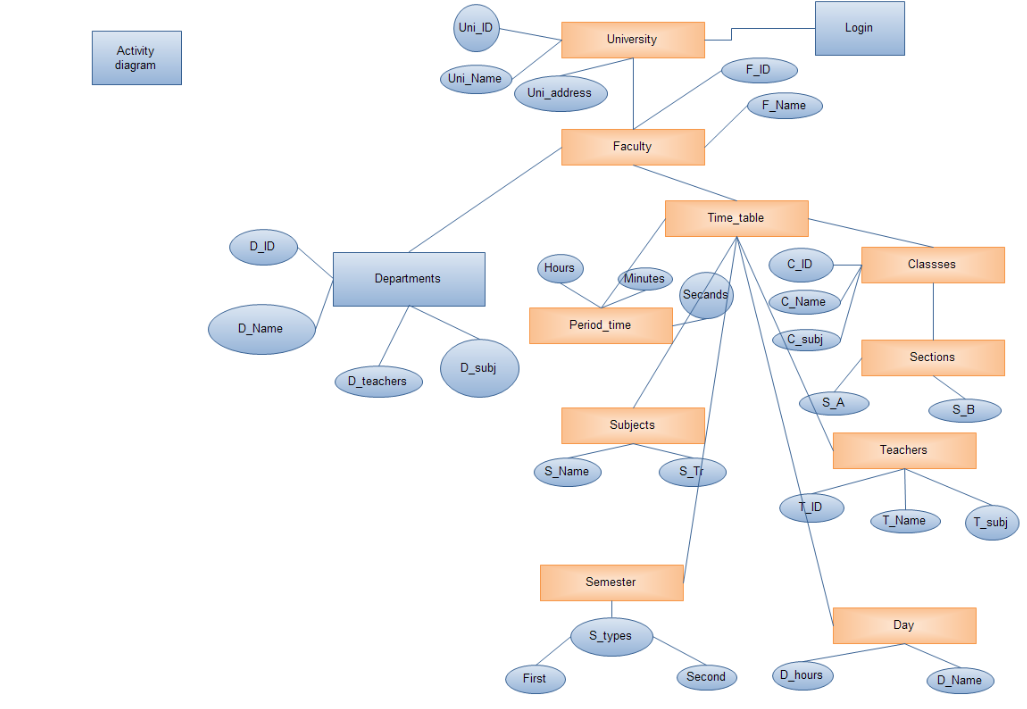 Uni_ID
University
Login
Activity
diagram
Uni_Name
Uni_address
F_ID
F_Name
Faculty
Time_table
D_ID
Departments
Hours
Minutes
Secands
C_ID
Classses
C_Name
D_Name
Period_time
C_subj
Sections
D_teachers
D_subj
S_A
S_B
Subjects
Teachers
S_Name
S_Tr
T_ID
T_Name
T_subj
Semester
S_types
Day
First
Second
D_hours
D_Name